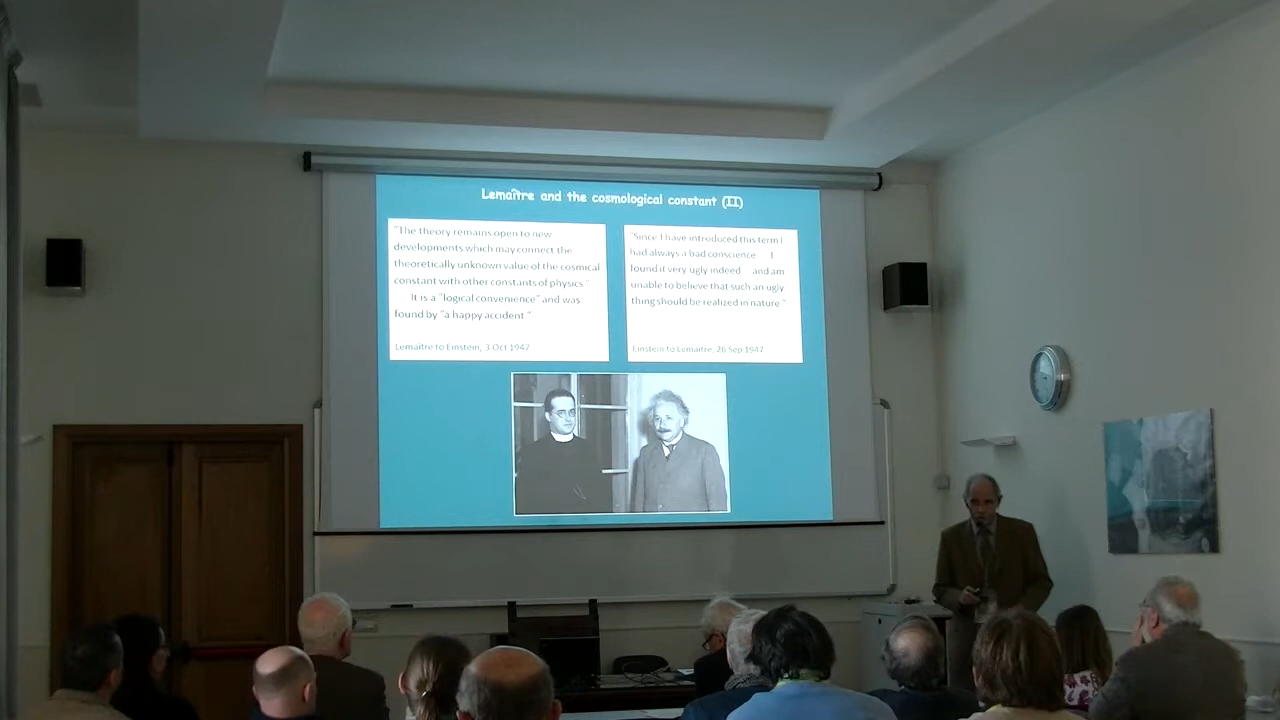 Lemaître and the cosmological constant (II)
"The theory remains open to new
developments which may connect the
theoretically unknown value of the cosmical
constant with other constants of physics."
It is a "logical convenience" and was
found by "a happy accident."
Lemaître to Einstein, 3 Oct 1947
"Since I have introduced this term I
had always a bad conscience... I
found it very ugly indeed... and am
unable to believe that such an ugly
thing should be realized in nature."
Einstein to Lemaître, 26 Sep 1947